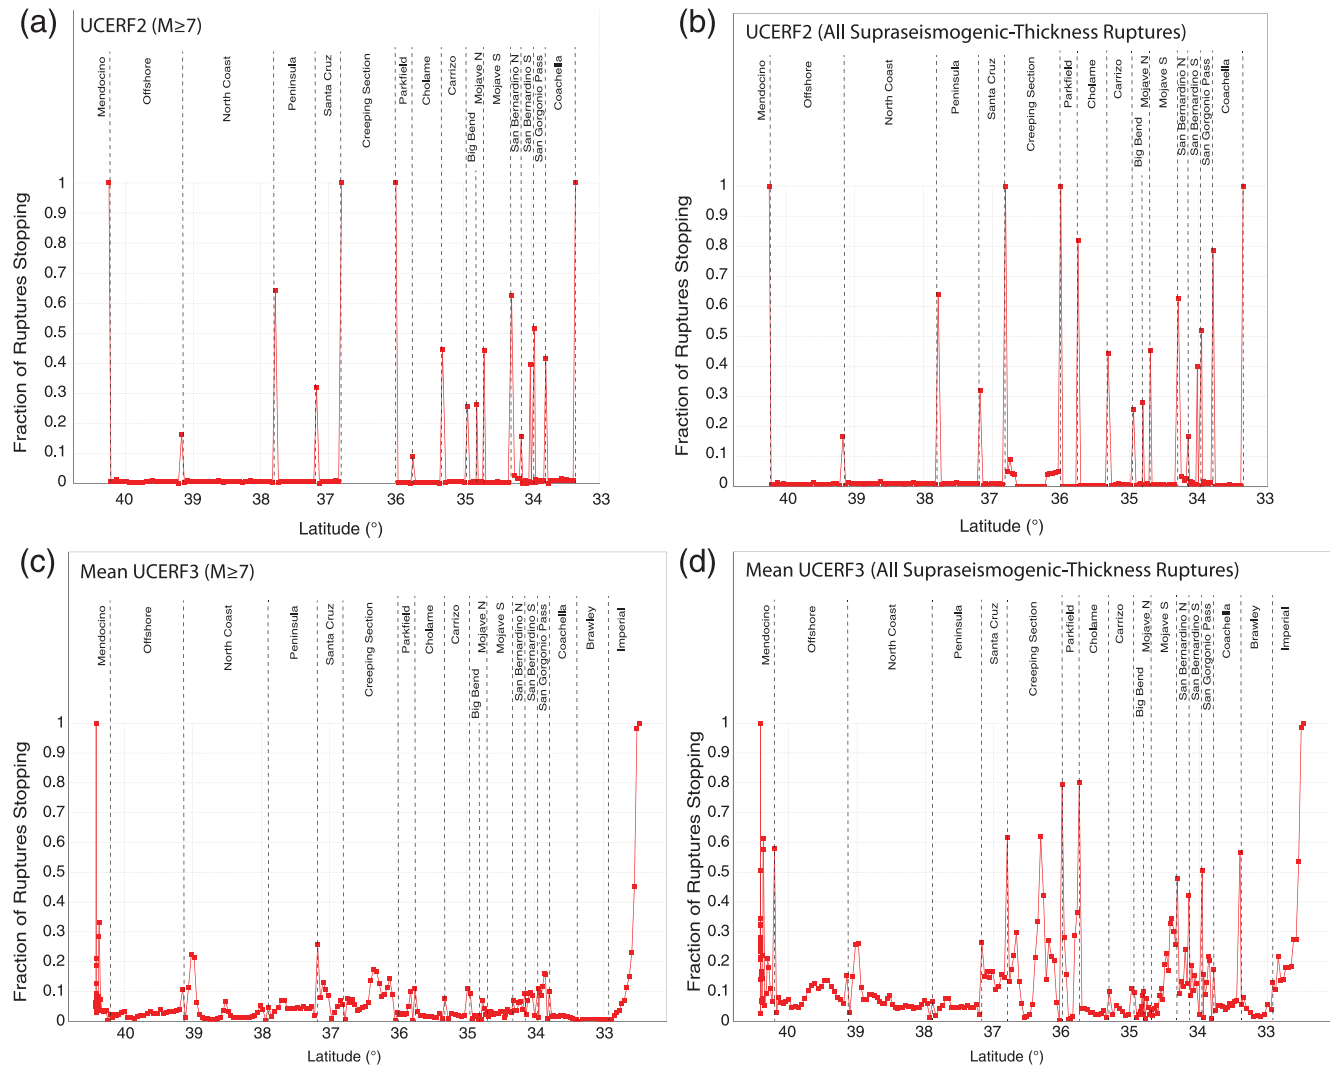 (a)
UCERF2 (M≥7)
Mendocino
Offshore
North Coast
Peninsula
Santa Cruz
Creeping Section
Parkfield
Cholame
Carrizo
Big Bend
Mojave N
Mojave S
San Bernardino N
San Bernardino S
San Gorgonio Pass
Coachella
Fraction of Ruptures Stopping
1
0.9
0.8
0.7
0.6
0.5
0.4
0.3
0.2
0.1
0
40 39 38 37 36 35 34 33
Latitude (°)
(b)
UCERF2 (All Supraseismogenic-Thickness Ruptures)
Mendocino
Offshore
North Coast
Peninsula
Santa Cruz
Creeping Section
Parkfield
Cholame
Carrizo
Big Bend
Mojave N
Mojave S
San Bernardino N
San Bernardino S
San Gorgonio Pass
Coachella
Fraction of Ruptures Stopping
1
0.9
0.8
0.7
0.6
0.5
0.4
0.3
0.2
0.1
0
40 39 38 37 36 35 34 33
Latitude (°)
(c)
Mean UCERF3 (M≥7)
Mendocino
Offshore
North Coast
Peninsula
Santa Cruz
Creeping Section
Parkfield
Cholame
Carrizo
Big Bend
Mojave N
Mojave S
San Bernardino N
San Bernardino S
San Gorgonio Pass
Coachella
Brawley
Imperial
Fraction of Ruptures Stopping
1
0.9
0.8
0.7
0.6
0.5
0.4
0.3
0.2
0.1
0
40 39 38 37 36 35 34 33
Latitude (°)
(d)
Mean UCERF3 (All Supraseismogenic-Thickness Ruptures)
Mendocino
Offshore
North Coast
Peninsula
Santa Cruz
Creeping Section
Parkfield
Cholame
Carrizo
Big Bend
Mojave N
Mojave S
San Bernardino N
San Bernardino S
San Gorgonio Pass
Coachella
Brawley
Imperial
Fraction of Ruptures Stopping
1
0.9
0.8
0.7
0.6
0.5
0.4
0.3
0.2
0.1
0
40 39 38 37 36 35 34 33
Latitude (°)